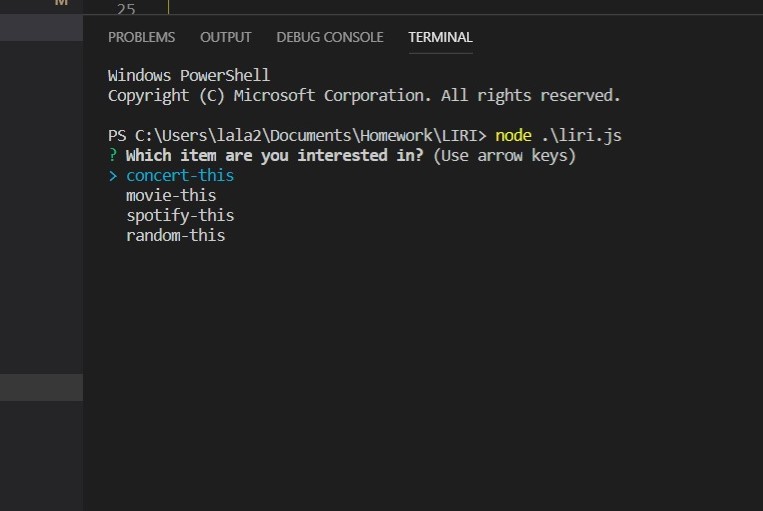 M
25
PROBLEMS OUTPUT DEBUG CONSOLE TERMINAL
Windows PowerShell
Copyright (C) Microsoft Corporation. All rights reserved.
PS C:\Users\lala2\Documents\Homework\LIRI> node .\liri.js
? Which item are you interested in? (Use arrow keys)
> concert-this
movie-this
spotify-this
random-this